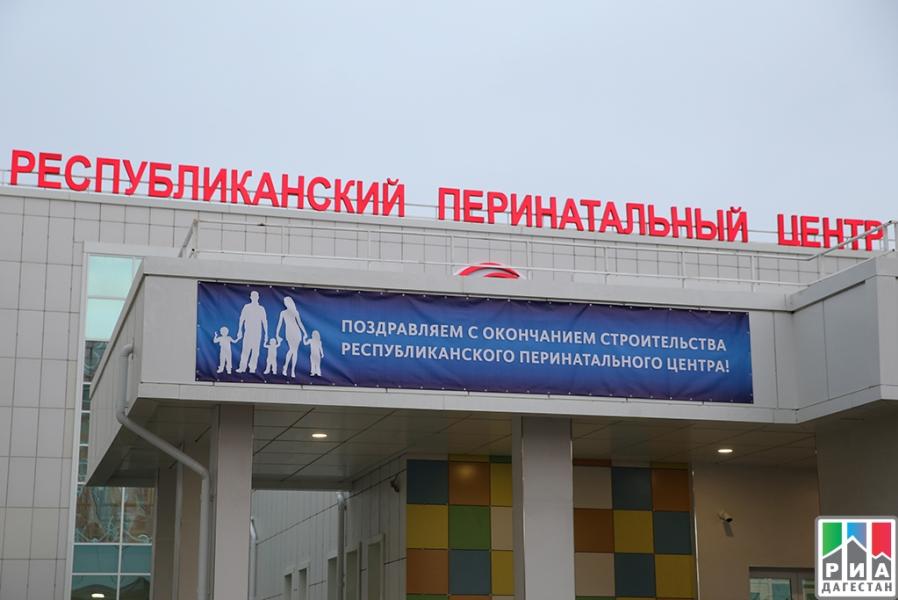 РЕСПУБЛИКАНСКИЙ ПЕРИНАТАЛЬНЫЙ ЦЕНТР
ПОЗДРАВЛЯЕМ С ОКОНЧАНИЕМ СТРОИТЕЛЬСТВА
РЕСПУБЛИКАНСКОГО ПЕРИНАТАЛЬНОГО ЦЕНТРА!
РИА
ДАГЕСТАН